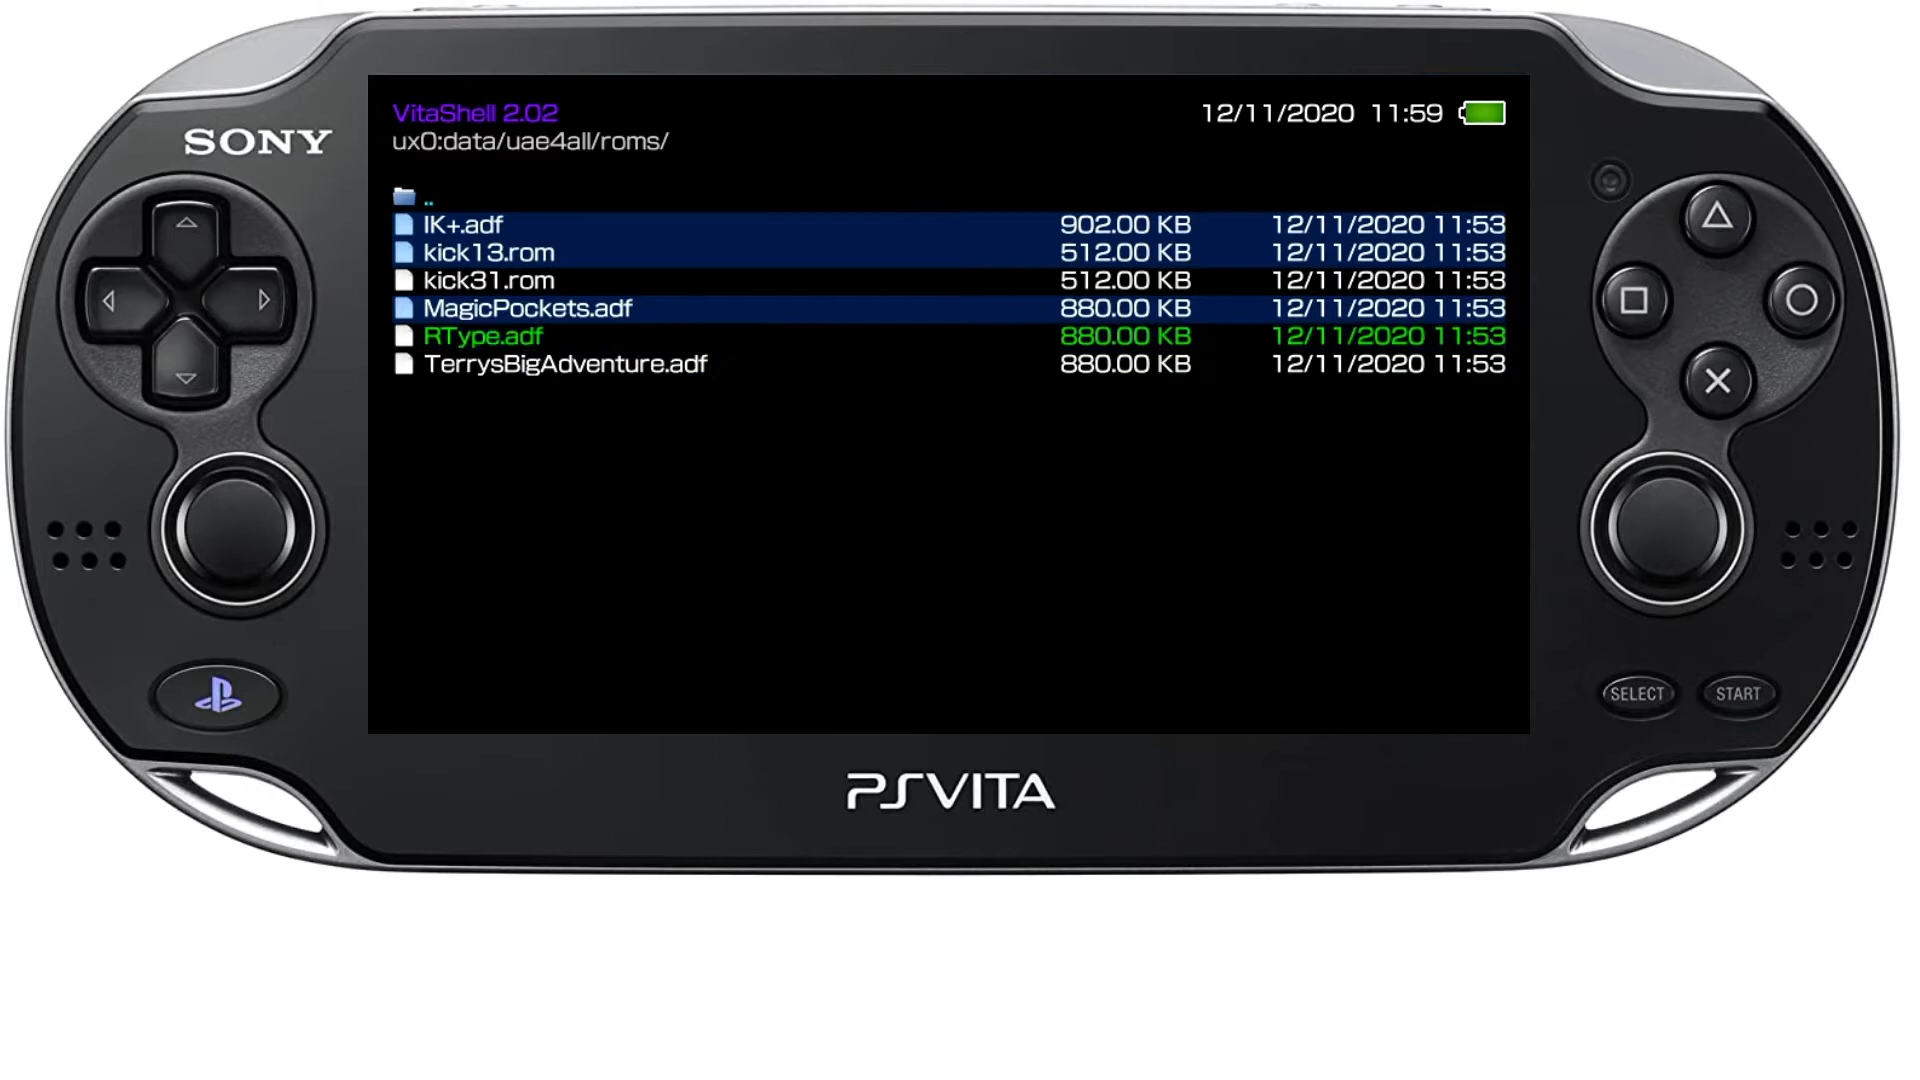 SONY
VitaShell 2.02 12/11/2020 11:59
ux0:data/uae4all/roms/
..
IK+.adf 902.00 KB 12/11/2020 11:53
kick13.rom 512.00 KB 12/11/2020 11:53
kick31.rom 512.00 KB 12/11/2020 11:53
MagicPockets.adf 880.00 KB 12/11/2020 11:53
RType.adf 880.00 KB 12/11/2020 11:53
TerrysBigAdventure.adf 880.00 KB 12/11/2020 11:53
SELECT START
PSVITA